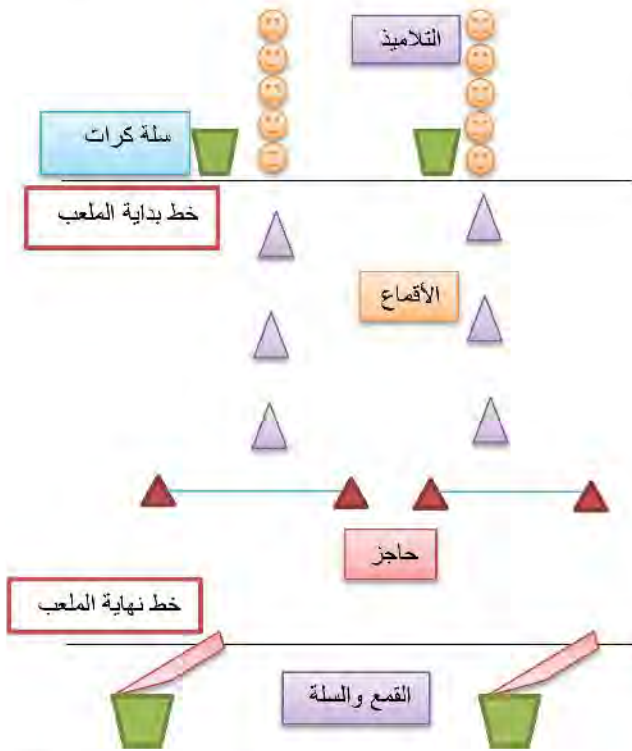 التلاميذ
سلة كرات
خط بداية الملعب
الأقماع
حاجز
خط نهاية الملعب
القمع والسلة